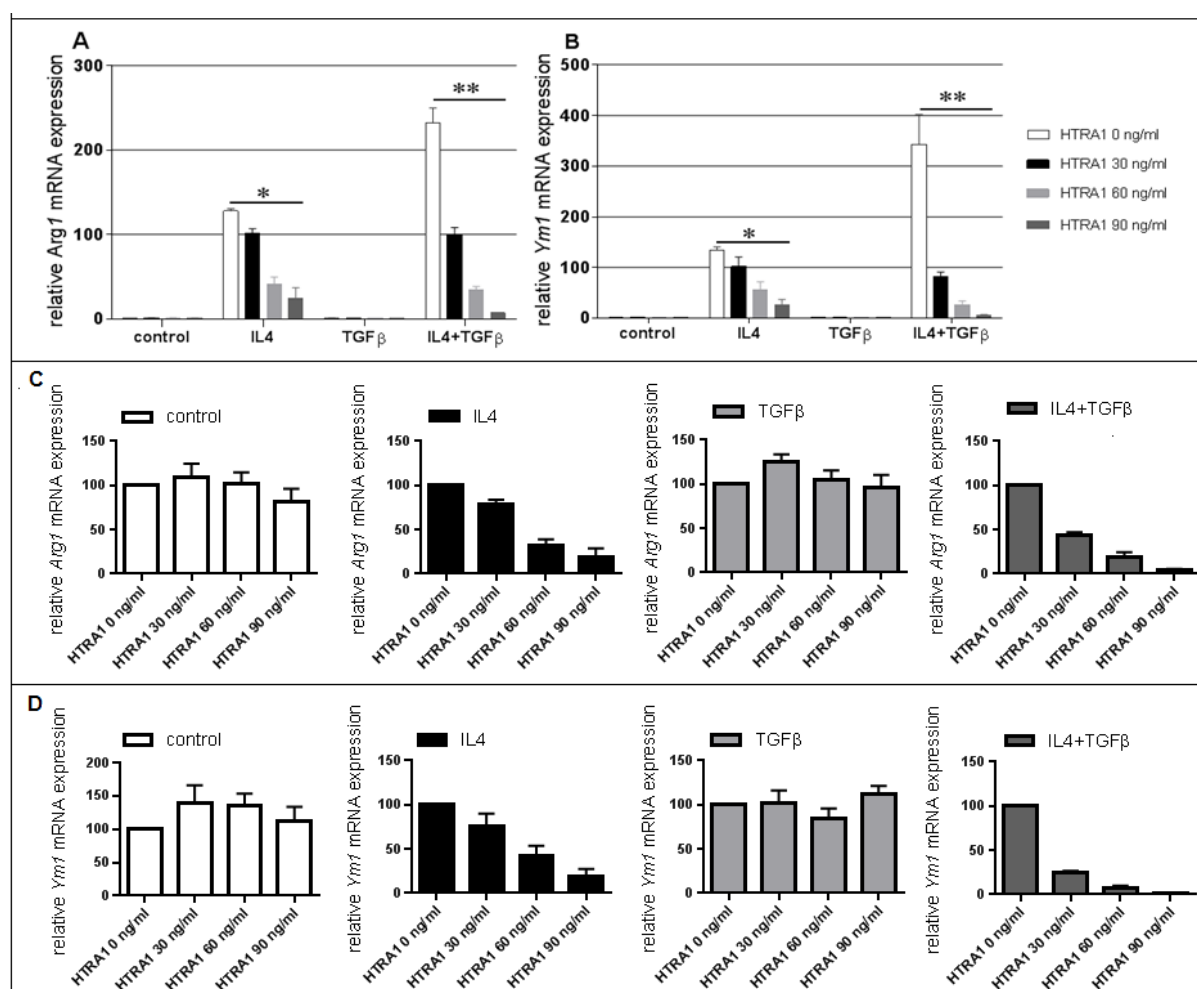 A
relative Arg1 mRNA expression
300
200
100
0
*
**
control IL4 TGFβ IL4+TGFβ
B
relative Ym1 mRNA expression
500
400
300
200
100
0
*
**
control IL4 TGFβ IL4+TGFβ
HTRA1 0 ng/ml
HTRA1 30 ng/ml
HTRA1 60 ng/ml
HTRA1 90 ng/ml
C
control
relative Arg1 mRNA expression
150
100
50
0
HTRA1 0 ng/ml
HTRA1 30 ng/ml
HTRA1 60 ng/ml
HTRA1 90 ng/ml
IL4
relative Arg1 mRNA expression
150
100
50
0
HTRA1 0 ng/ml
HTRA1 30 ng/ml
HTRA1 60 ng/ml
HTRA1 90 ng/ml
TGFβ
relative Arg1 mRNA expression
150
100
50
0
HTRA1 0 ng/ml
HTRA1 30 ng/ml
HTRA1 60 ng/ml
HTRA1 90 ng/ml
IL4+TGFβ
relative Arg1 mRNA expression
150
100
50
0
HTRA1 0 ng/ml
HTRA1 30 ng/ml
HTRA1 60 ng/ml
HTRA1 90 ng/ml
D
control
relative Ym1 mRNA expression
200
150
100
50
0
HTRA1 0 ng/ml
HTRA1 30 ng/ml
HTRA1 60 ng/ml
HTRA1 90 ng/ml
IL4
relative Ym1 mRNA expression
150
100
50
0
HTRA1 0 ng/ml
HTRA1 30 ng/ml
HTRA1 60 ng/ml
HTRA1 90 ng/ml
TGFβ
relative Ym1 mRNA expression
150
100
50
0
HTRA1 0 ng/ml
HTRA1 30 ng/ml
HTRA1 60 ng/ml
HTRA1 90 ng/ml
IL4+TGFβ
relative Ym1 mRNA expression
150
100
50
0
HTRA1 0 ng/ml
HTRA1 30 ng/ml
HTRA1 60 ng/ml
HTRA1 90 ng/ml